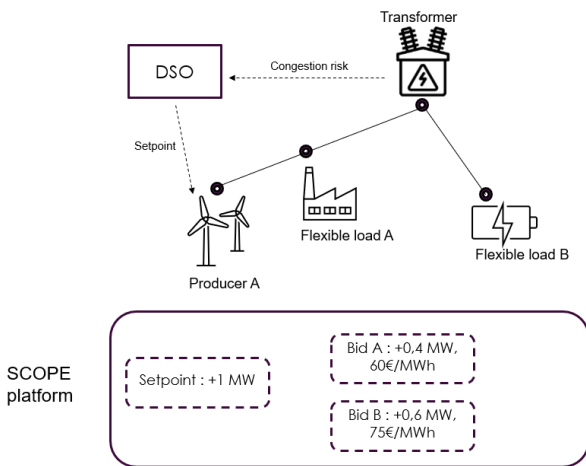 Transformer
DSO
Congestion risk
Setpoint
Flexible load A
Flexible load B
Producer A
SCOPE
platform
Setpoint : +1 MW
Bid A : +0,4 MW,
60€/MWh
Bid B : +0,6 MW,
75€/MWh